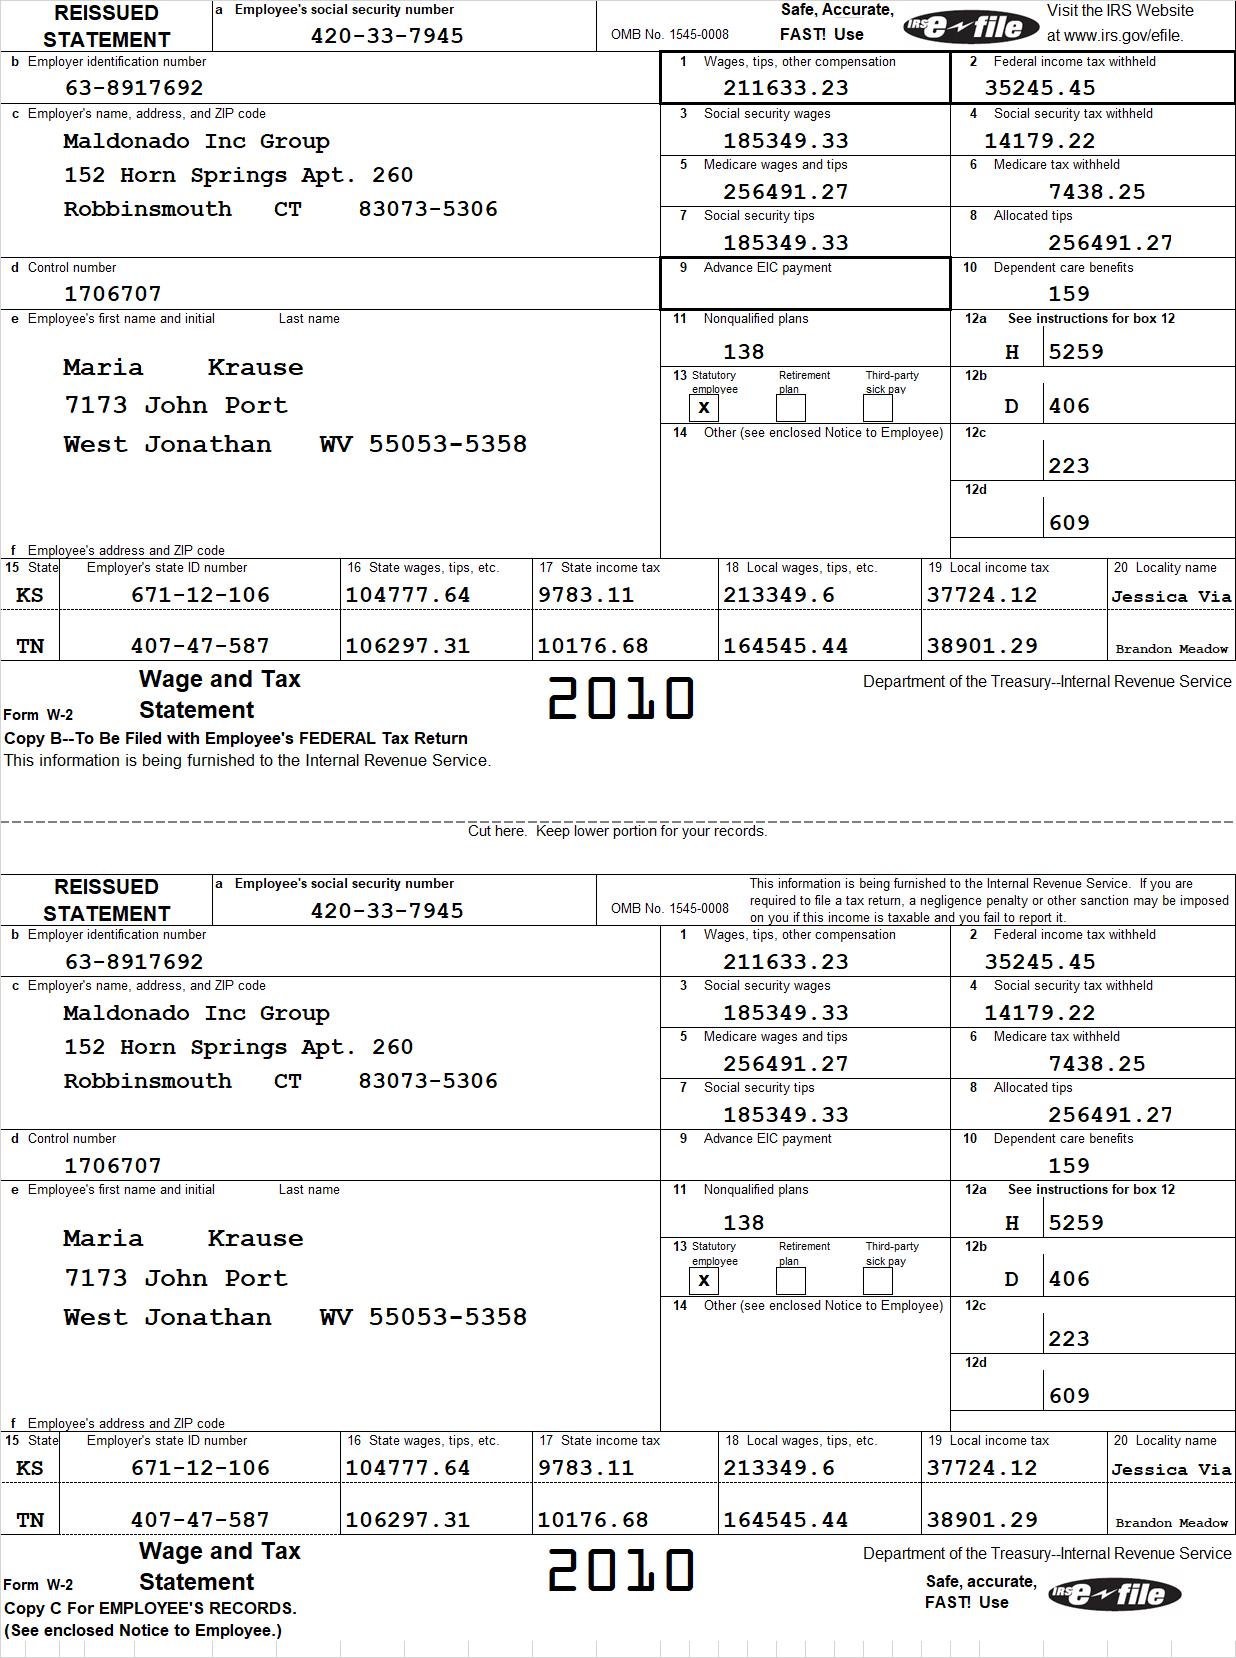 REISSUED STATEMENT
a Employee's social security number
420-33-7945
OMB No. 1545-0008
Safe, Accurate, FAST! Use
IRS e-file
Visit the IRS Website at www.irs.gov/efile.
b Employer identification number
63-8917692
1 Wages, tips, other compensation
211633.23
2 Federal income tax withheld
35245.45
c Employer's name, address, and ZIP code
Maldonado Inc Group
152 Horn Springs Apt. 260
Robbinsmouth CT 83073-5306
3 Social security wages
185349.33
4 Social security tax withheld
14179.22
5 Medicare wages and tips
256491.27
6 Medicare tax withheld
7438.25
7 Social security tips
185349.33
8 Allocated tips
256491.27
d Control number
1706707
9 Advance EIC payment
10 Dependent care benefits
159
e Employee's first name and initial Last name
Maria Krause
7173 John Port
West Jonathan WV 55053-5358
11 Nonqualified plans
138
12a See instructions for box 12
H 5259
13 Statutory employee
x
Retirement plan
Third-party sick pay
12b
D 406
14 Other (see enclosed Notice to Employee)
12c
223
12d
609
f Employee's address and ZIP code
15 State Employer's state ID number 16 State wages, tips, etc. 17 State income tax 18 Local wages, tips, etc. 19 Local income tax 20 Locality name
KS 671-12-106 104777.64 9783.11 213349.6 37724.12 Jessica Via
TN 407-47-587 106297.31 10176.68 164545.44 38901.29 Brandon Meadow
Form W-2 Wage and Tax Statement
2010
Department of the Treasury--Internal Revenue Service
Copy B--To Be Filed with Employee's FEDERAL Tax Return
This information is being furnished to the Internal Revenue Service.
Cut here. Keep lower portion for your records.
REISSUED STATEMENT
a Employee's social security number
420-33-7945
OMB No. 1545-0008
This information is being furnished to the Internal Revenue Service. If you are
required to file a tax return, a negligence penalty or other sanction may be imposed
on you if this income is taxable and you fail to report it.
b Employer identification number
63-8917692
1 Wages, tips, other compensation
211633.23
2 Federal income tax withheld
35245.45
c Employer's name, address, and ZIP code
Maldonado Inc Group
152 Horn Springs Apt. 260
Robbinsmouth CT 83073-5306
3 Social security wages
185349.33
4 Social security tax withheld
14179.22
5 Medicare wages and tips
256491.27
6 Medicare tax withheld
7438.25
7 Social security tips
185349.33
8 Allocated tips
256491.27
d Control number
1706707
9 Advance EIC payment
10 Dependent care benefits
159
e Employee's first name and initial Last name
Maria Krause
7173 John Port
West Jonathan WV 55053-5358
11 Nonqualified plans
138
12a See instructions for box 12
H 5259
13 Statutory employee
x
Retirement plan
Third-party sick pay
12b
D 406
14 Other (see enclosed Notice to Employee)
12c
223
12d
609
f Employee's address and ZIP code
15 State Employer's state ID number 16 State wages, tips, etc. 17 State income tax 18 Local wages, tips, etc. 19 Local income tax 20 Locality name
KS 671-12-106 104777.64 9783.11 213349.6 37724.12 Jessica Via
TN 407-47-587 106297.31 10176.68 164545.44 38901.29 Brandon Meadow
Form W-2 Wage and Tax Statement
2010
Department of the Treasury--Internal Revenue Service
Safe, accurate, FAST! Use
IRS e-file
Copy C For EMPLOYEE'S RECORDS.
(See enclosed Notice to Employee.)